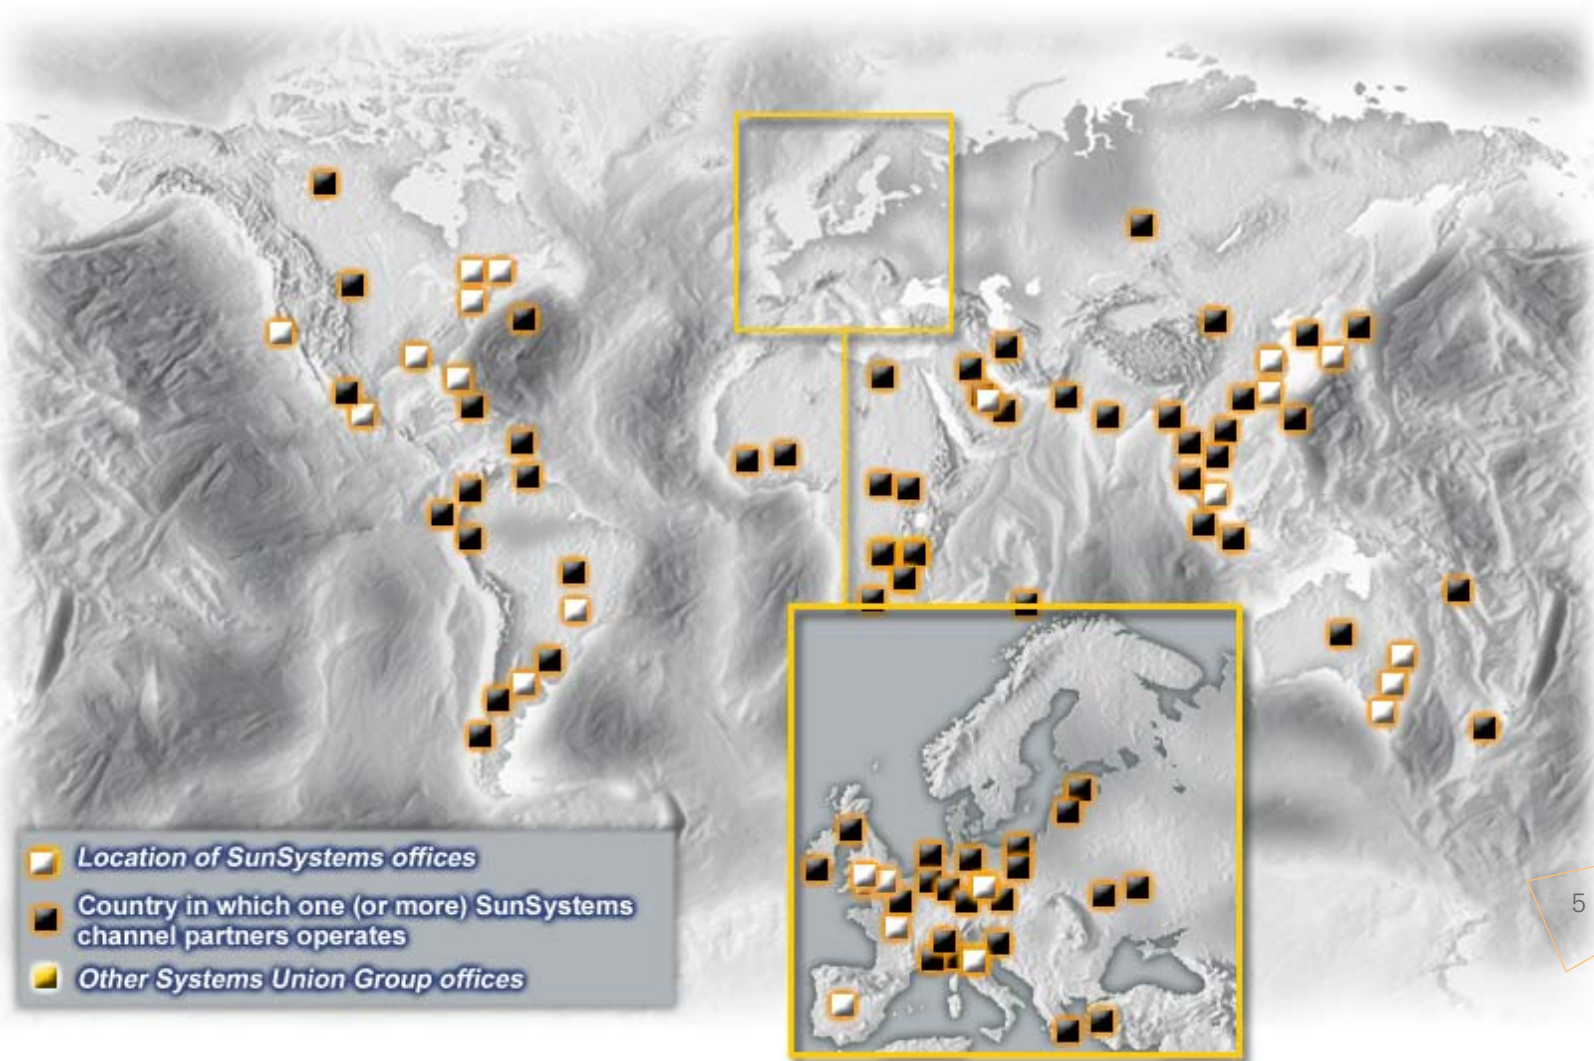 Location of SunSystems offices
Country in which one (or more) SunSystems
channel partners operates
Other Systems Union Group offices
5